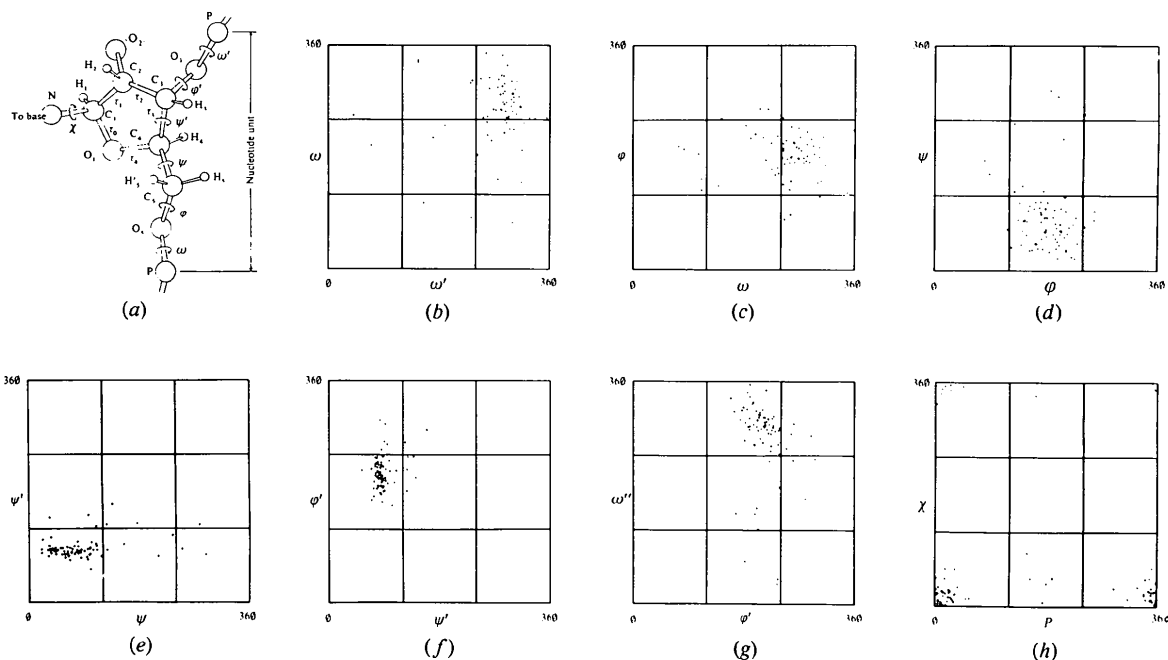 P
ω'
O₃
φ'
O₂
H₂
C₂
C₃
H₃
N
H₁
τ₁
τ₂
τ₃
ψ'
To base
χ
C₁
τ₀
C₄
H₄
O₁
τ₄
ψ
H'₅
H₅
C₅
φ
O₅
ω
P
Nucleotide unit
(a)
360
ω
0
ω'
360
(b)
360
φ
0
ω
360
(c)
360
ψ
0
φ
360
(d)
360
ψ'
0
ψ
360
(e)
360
φ'
0
ψ'
360
(f)
360
ω''
0
φ'
360
(g)
360
χ
0
P
360
(h)